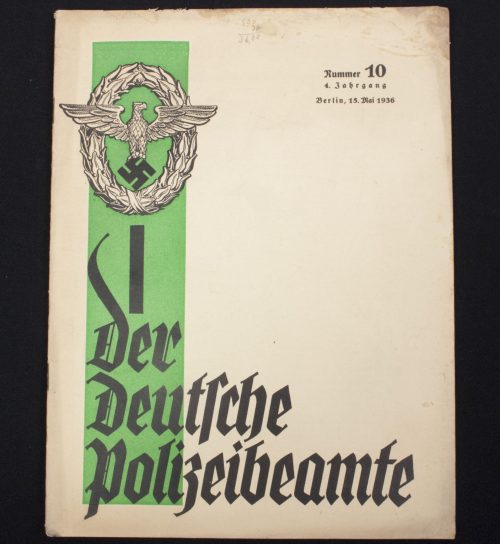 Nummer 10
4. Jahrgang
Berlin, 15. Mai 1936
Der
Deutsche
Polizeibeamte